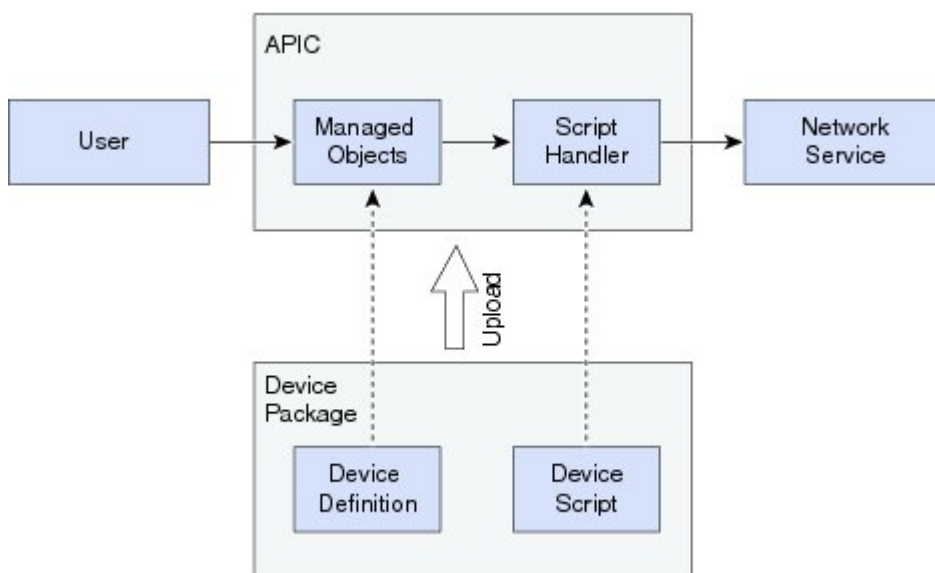 APIC
User
Managed
Objects
Script
Handler
Network
Service
Upload
Device
Package
Device
Definition
Device
Script